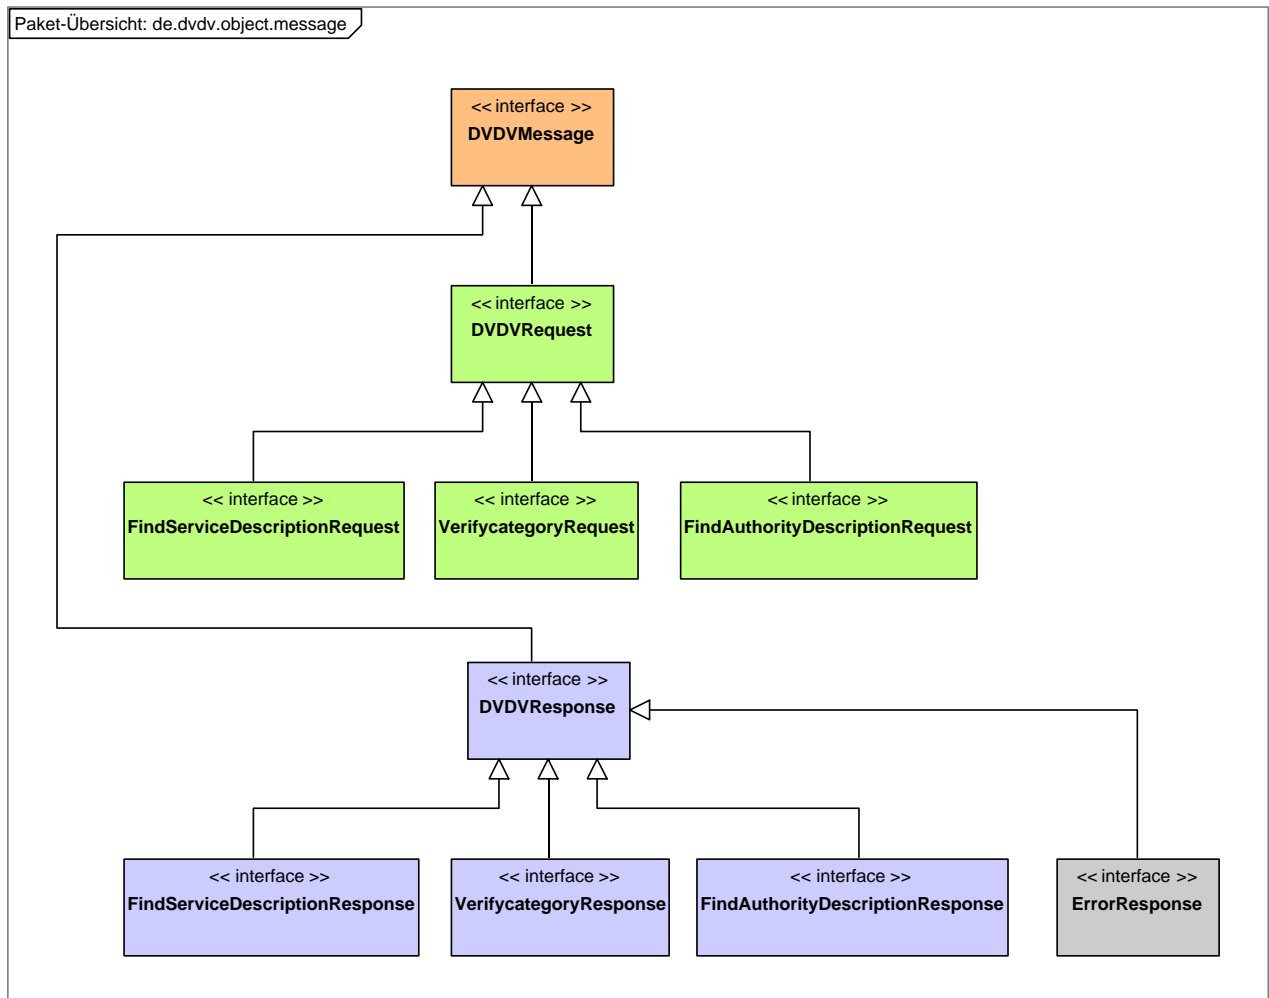 Paket-Übersicht: de.dvdv.object.message
<< interface >>
DVDVMessage
<< interface >>
DVDVRequest
<< interface >>
FindServiceDescriptionRequest
<< interface >>
VerifycategoryRequest
<< interface >>
FindAuthorityDescriptionRequest
<< interface >>
DVDVResponse
<< interface >>
FindServiceDescriptionResponse
<< interface >>
VerifycategoryResponse
<< interface >>
FindAuthorityDescriptionResponse
<< interface >>
ErrorResponse